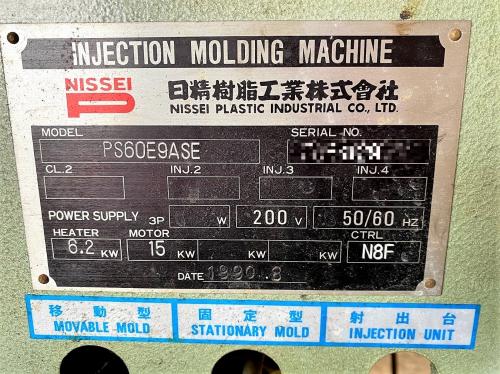 INJECTION MOLDING MACHINE
NISSEI
P
日精樹脂工業株式會社
NISSEI PLASTIC INDUSTRIAL CO., LTD.
MODEL SERIAL NO.
PS60E9ASE
CL.2 INJ.2 INJ.3 INJ.4
POWER SUPPLY 3P W 200 V 50/60 HZ
HEATER MOTOR CTRL
6.2 KW 15 KW KW KW N8F
DATE 1990.8
移動型 固定型 射出台
MOVABLE MOLD STATIONARY MOLD INJECTION UNIT